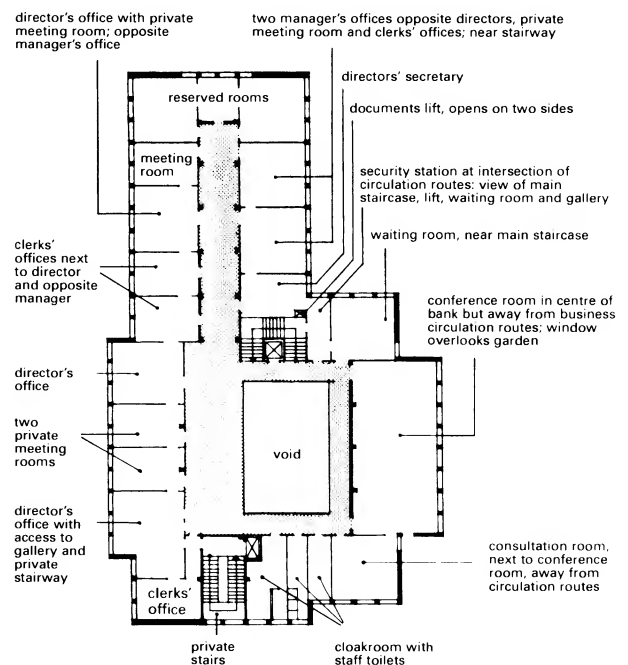 director's office with private
meeting room; opposite
manager's office
two manager's offices opposite directors, private
meeting room and clerks' offices; near stairway
directors' secretary
documents lift, opens on two sides
reserved rooms
meeting
room
security station at intersection of
circulation routes: view of main
staircase, lift, waiting room and gallery
waiting room, near main staircase
clerks'
offices next
to director
and opposite
manager
conference room in centre of
bank but away from business
circulation routes; window
overlooks garden
director's
office
two
private
meeting
rooms
void
director's
office with
access to
gallery and
private
stairway
consultation room,
next to conference
room, away from
circulation routes
clerks'
office
private
stairs
cloakroom with
staff toilets